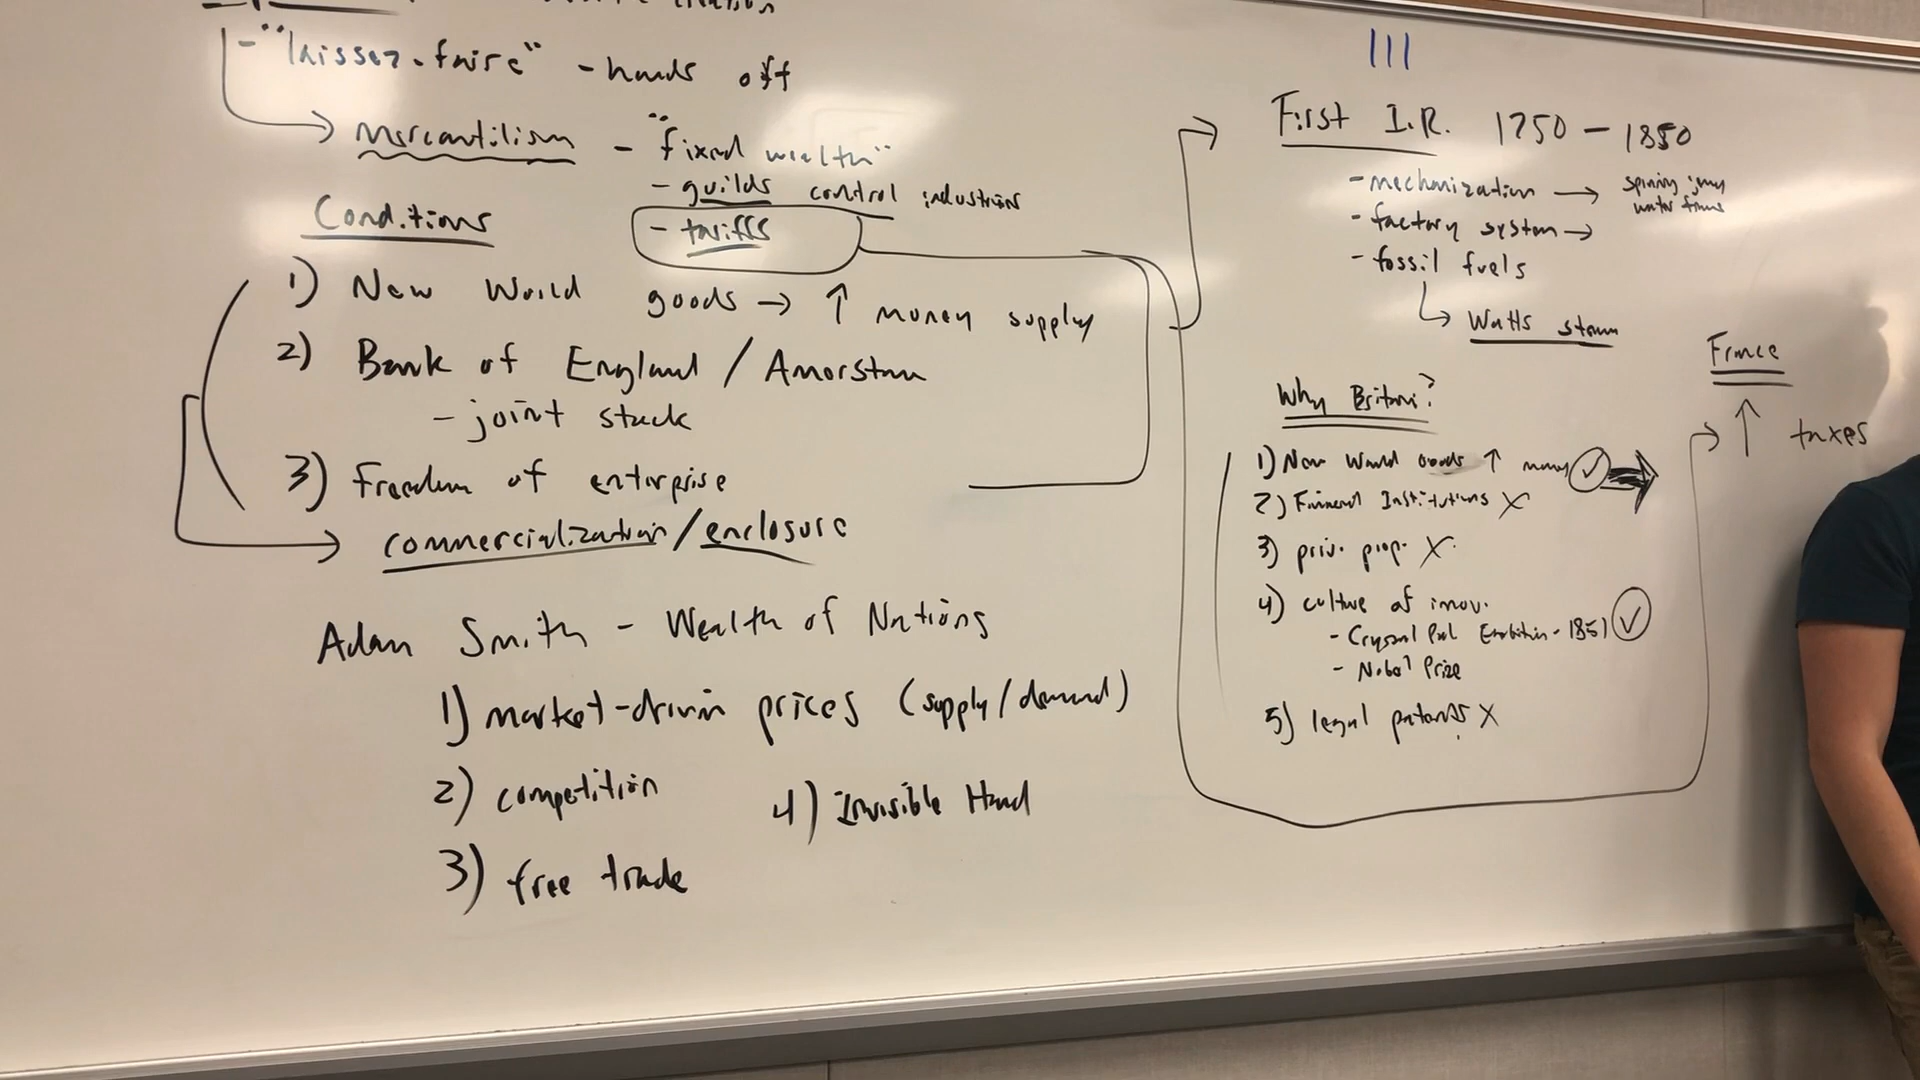 - "laissez-faire" - hands off
Mercantilism - "fixed wealth"
- guilds control industries
- tariffs
Conditions
1) New World goods → ↑ money supply
2) Bank of England / Amerstam
- joint stock
3) Freedom of enterprise
commercialization / enclosure
Adam Smith - Wealth of Nations
1) market-driven prices (supply/demand)
2) competition
3) free trade
4) Invisible Hand
III
First I.R. 1750 - 1850
- mechanization → spinning jenny
water frame
- factory system →
- fossil fuels
Watts steam
Why Britain?
1) New World Goods ↑ money ✓
2) Financial Institutions X
3) priv. prop. X
4) culture of innov.
- Crystal Pal. Exhibition - 1851 ✓
- Nobel Prize
5) legal patents X
France
↑ taxes